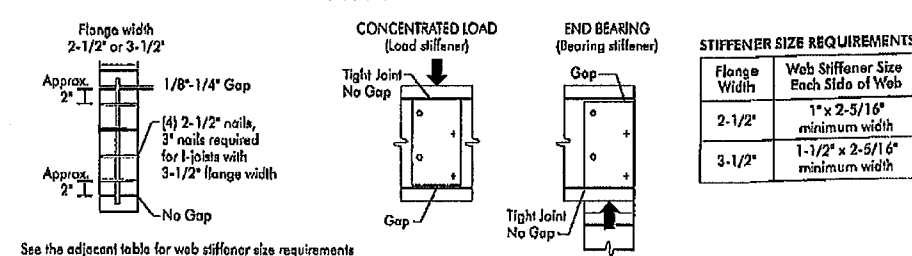 Flange width
2-1/2" or 3-1/2"
Approx.
2"
1/8"-1/4" Gap
(4) 2-1/2" nails,
3" nails required
for I-joists with
3-1/2" flange width
Approx.
2"
No Gap
See the adjacent table for web stiffener size requirements
CONCENTRATED LOAD
(Load stiffener)
Tight Joint
No Gap
Gap
END BEARING
(Bearing stiffener)
Gap
Tight Joint
No Gap
STIFFENER SIZE REQUIREMENTS
Flange Width
Web Stiffener Size Each Side of Web
2-1/2"
1" x 2-5/16" minimum width
3-1/2"
1-1/2" x 2-5/16" minimum width